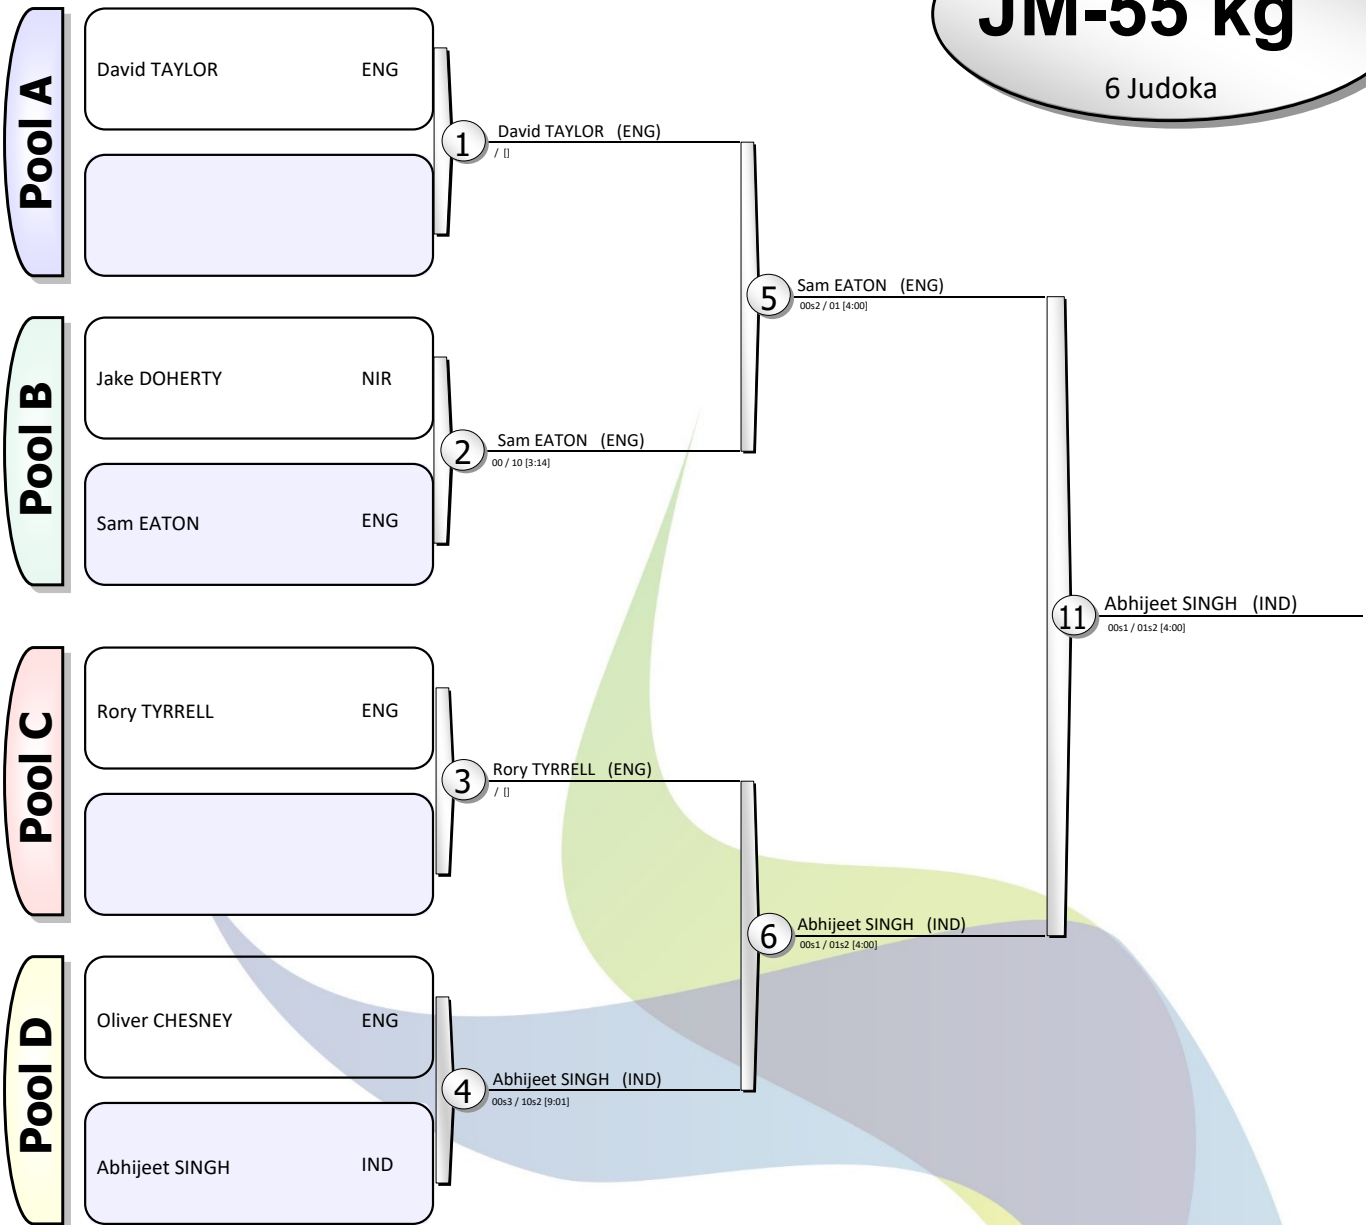 JM-55 kg
6 Judoka
Pool A
David TAYLOR ENG
1
David TAYLOR (ENG)
/ []
Pool B
Jake DOHERTY NIR
Sam EATON ENG
2
Sam EATON (ENG)
00 / 10 [3:14]
5
Sam EATON (ENG)
00s2 / 01 [4:00]
Pool C
Rory TYRRELL ENG
3
Rory TYRRELL (ENG)
/ []
Pool D
Oliver CHESNEY ENG
Abhijeet SINGH IND
4
Abhijeet SINGH (IND)
00s3 / 10s2 [9:01]
6
Abhijeet SINGH (IND)
00s1 / 01s2 [4:00]
11
Abhijeet SINGH (IND)
00s1 / 01s2 [4:00]